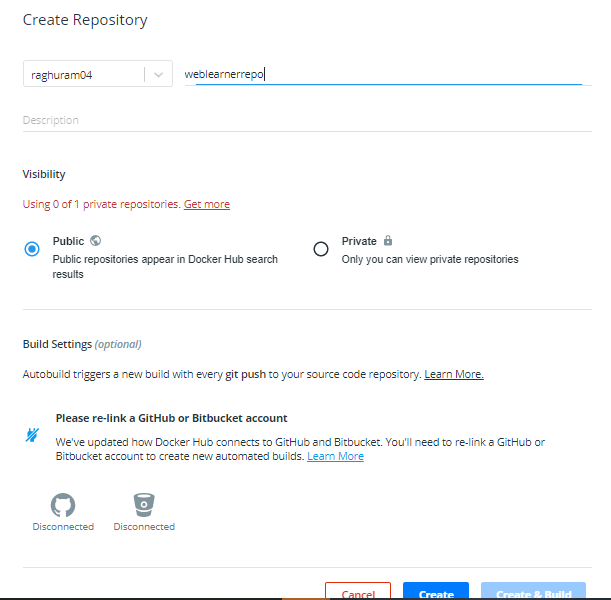 Create Repository
raghuram04
weblearnerrepo
Description
Visibility
Using 0 of 1 private repositories. Get more
Public
Public repositories appear in Docker Hub search
results
Private
Only you can view private repositories
Build Settings (optional)
Autobuild triggers a new build with every git push to your source code repository. Learn More.
Please re-link a GitHub or Bitbucket account
We've updated how Docker Hub connects to GitHub and Bitbucket. You'll need to re-link a GitHub or
Bitbucket account to create new automated builds. Learn More
Disconnected
Disconnected
Cancel
Create
Create & Build